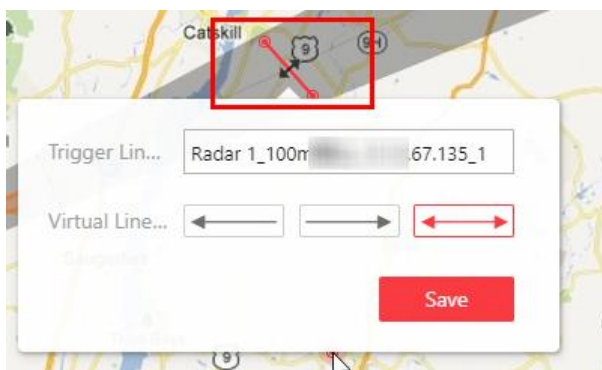 Catskill
9
9H
Trigger Lin...
Radar 1_100m .67.135_1
Virtual Line...
Save
9